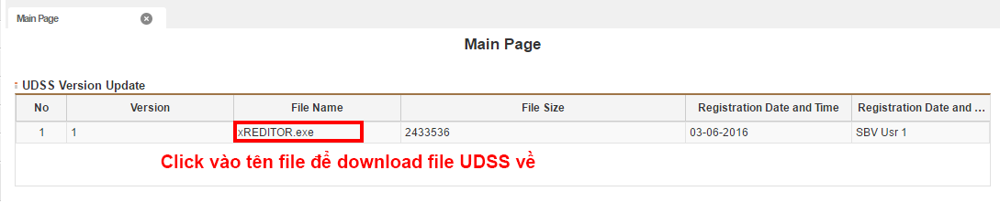 Main Page
Main Page
UDSS Version Update
No Version File Name File Size Registration Date and Time Registration Date and ...
1 1 xREDITOR.exe 2433536 03-06-2016 SBV Usr 1
Click vào tên file để download file UDSS về